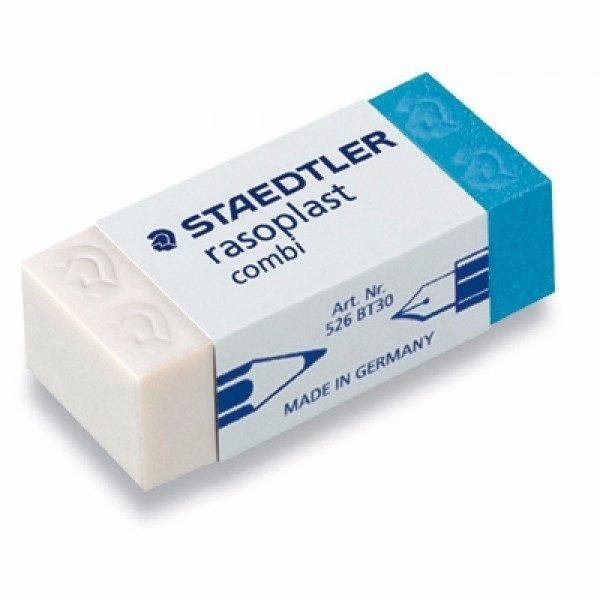 STAEDTLER
rasoplast
combi
Art. Nr.
526 BT30
MADE IN GERMANY